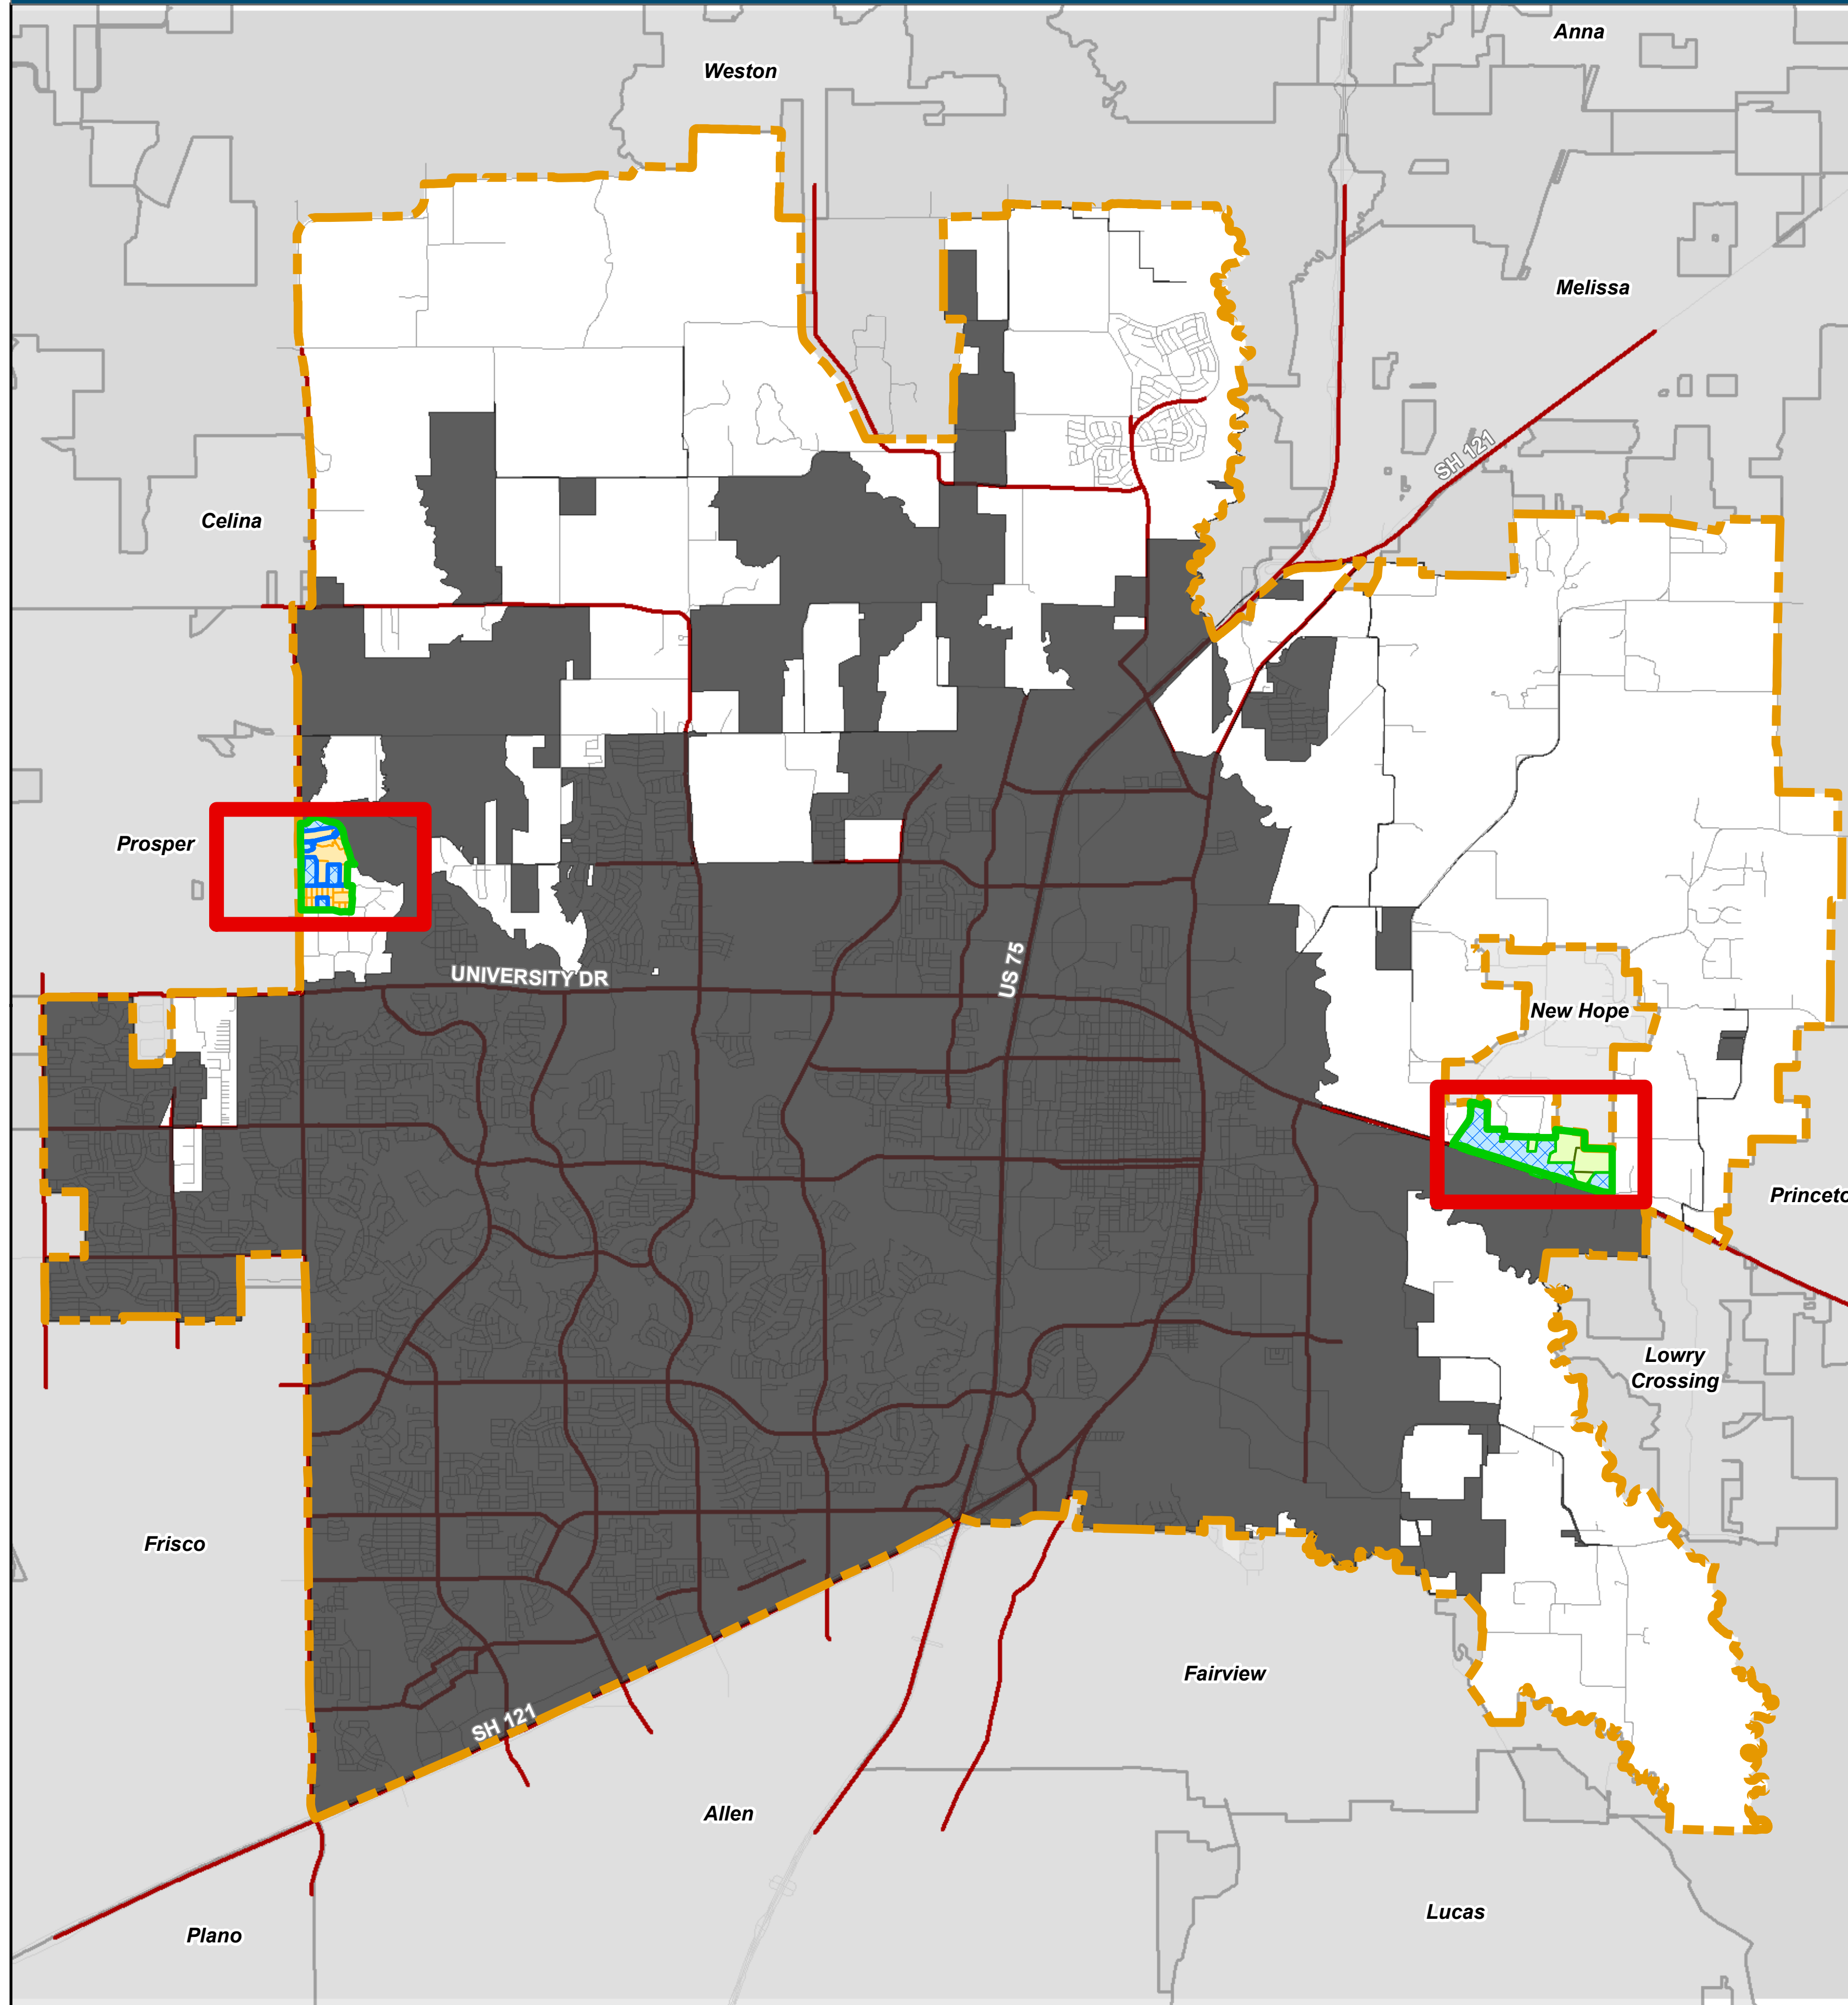 Anna
Weston
Melissa
SH 121
Celina
Prosper
US 75
UNIVERSITY DR
New Hope
Princeto
Lowry
Crossing
Frisco
Fairview
SH 121
Allen
Lucas
Plano